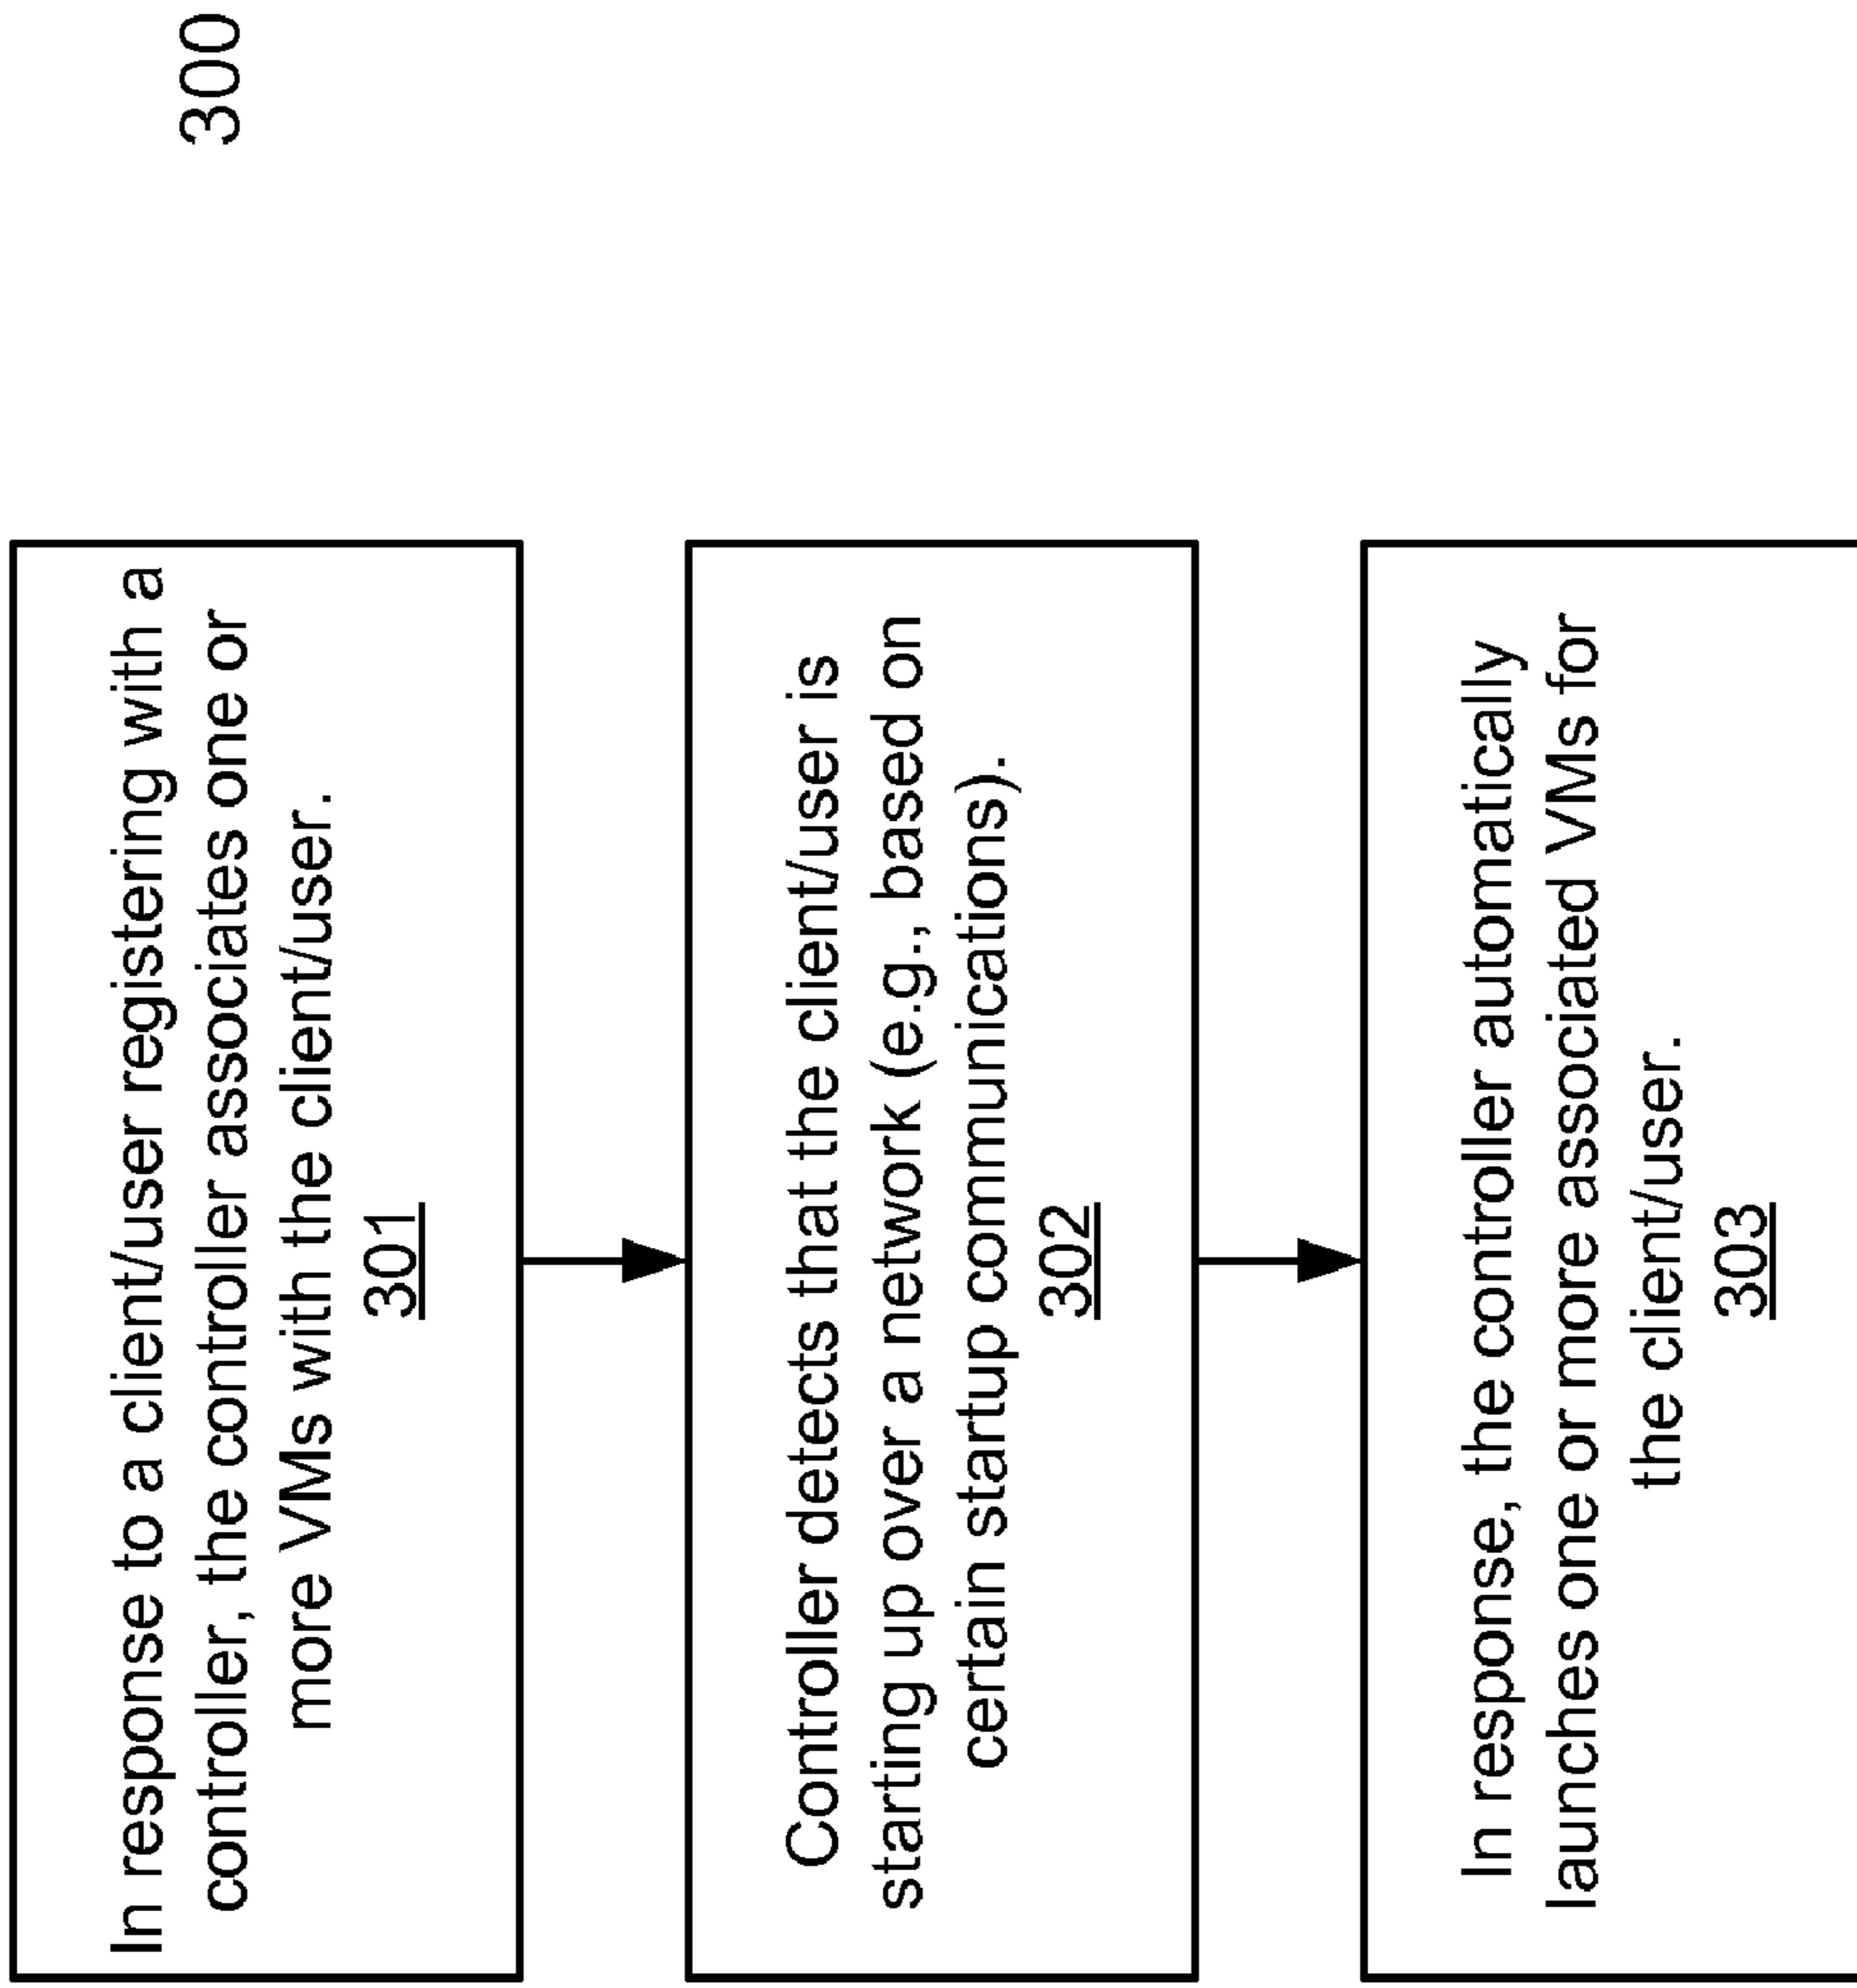 300
In response to a client/user registering with a
controller, the controller associates one or
more VMs with the client/user.
301
Controller detects that the client/user is
starting up over a network (e.g., based on
certain startup communications).
302
In response, the controller automatically
launches one or more associated VMs for
the client/user.
303